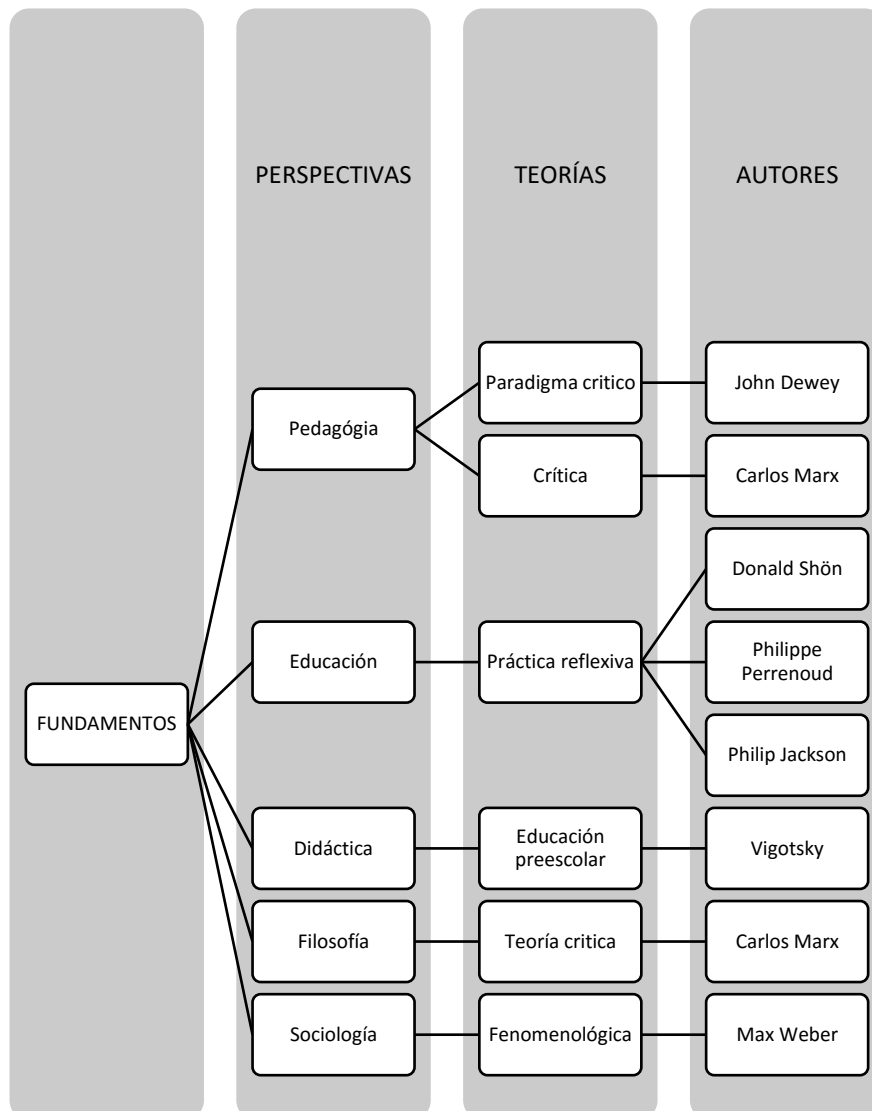 PERSPECTIVAS
TEORÍAS
AUTORES
FUNDAMENTOS
Pedagógia
Paradigma critico
John Dewey
Crítica
Carlos Marx
Educación
Práctica reflexiva
Donald Shön
Philippe
Perrenoud
Philip Jackson
Didáctica
Educación
preescolar
Vigotsky
Filosofía
Teoría critica
Carlos Marx
Sociología
Fenomenológica
Max Weber